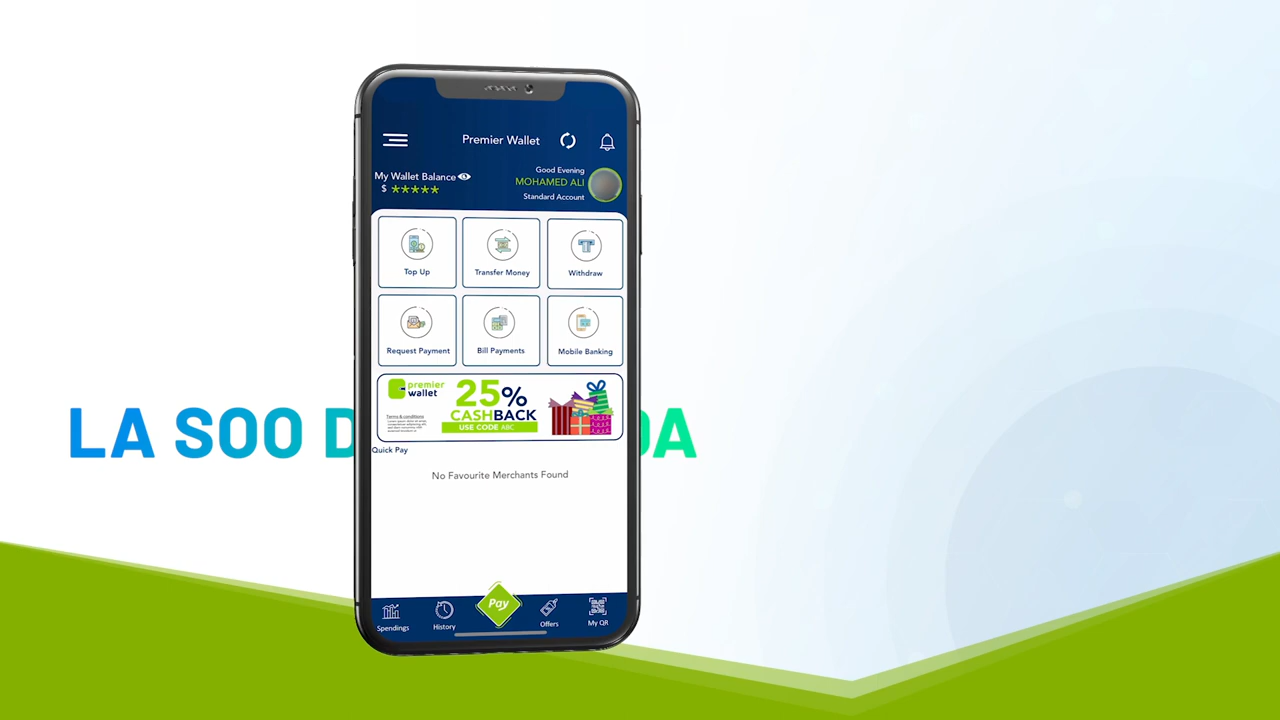 Premier Wallet
My Wallet Balance
$ *****
Good Evening
MOHAMED ALI
Standard Account
Top Up
Transfer Money
Withdraw
Request Payment
Bill Payments
Mobile Banking
premier
wallet
Terms & conditions
25%
CASHBACK
USE CODE ABC
LA SOO D
DA
Quick Pay
No Favourite Merchants Found
Pay
Spendings
History
Offers
My QR